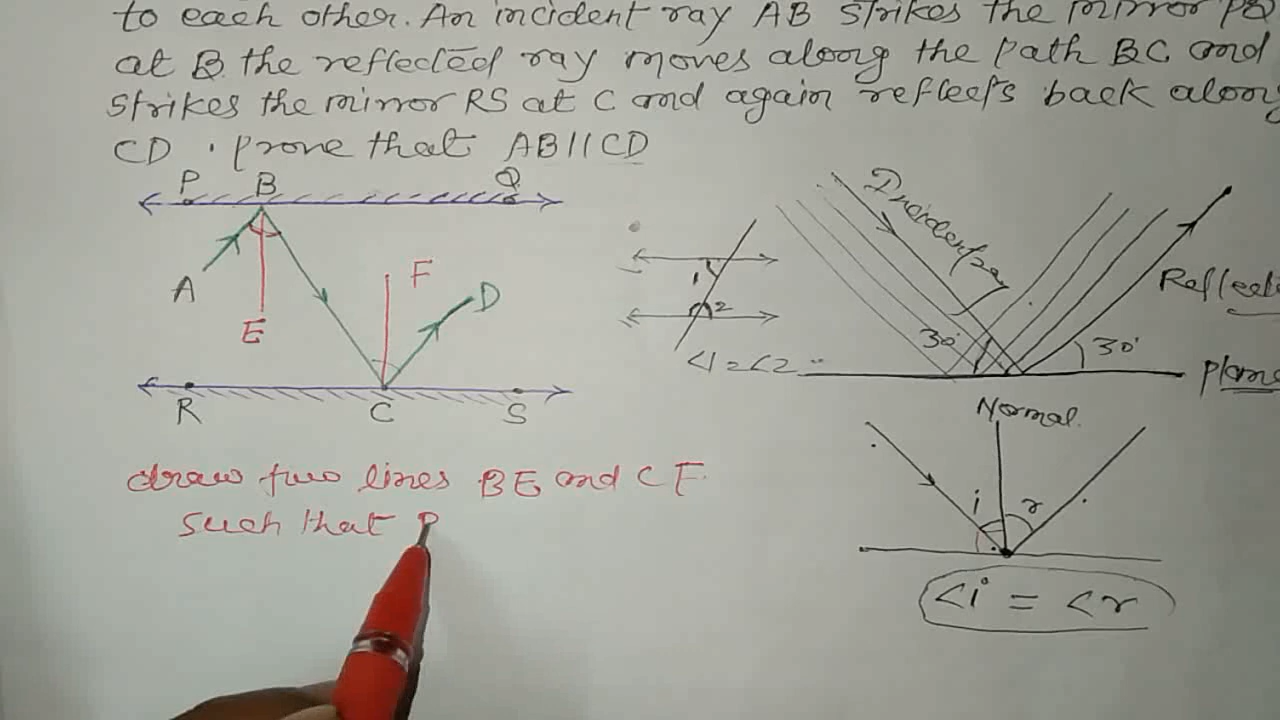 to each other. An incident ray AB strikes the mirror PQ
at B. the reflected ray moves along the path BC and
strikes the mirror RS at C and again reflects back along
CD. prove that AB||CD
P B Q
A E F D
R C S
draw two lines BE and CF.
such that
1
2
<1 = <2
Incident ra
30°
30°
Reflect
plane
Normal.
i r
<i = <r